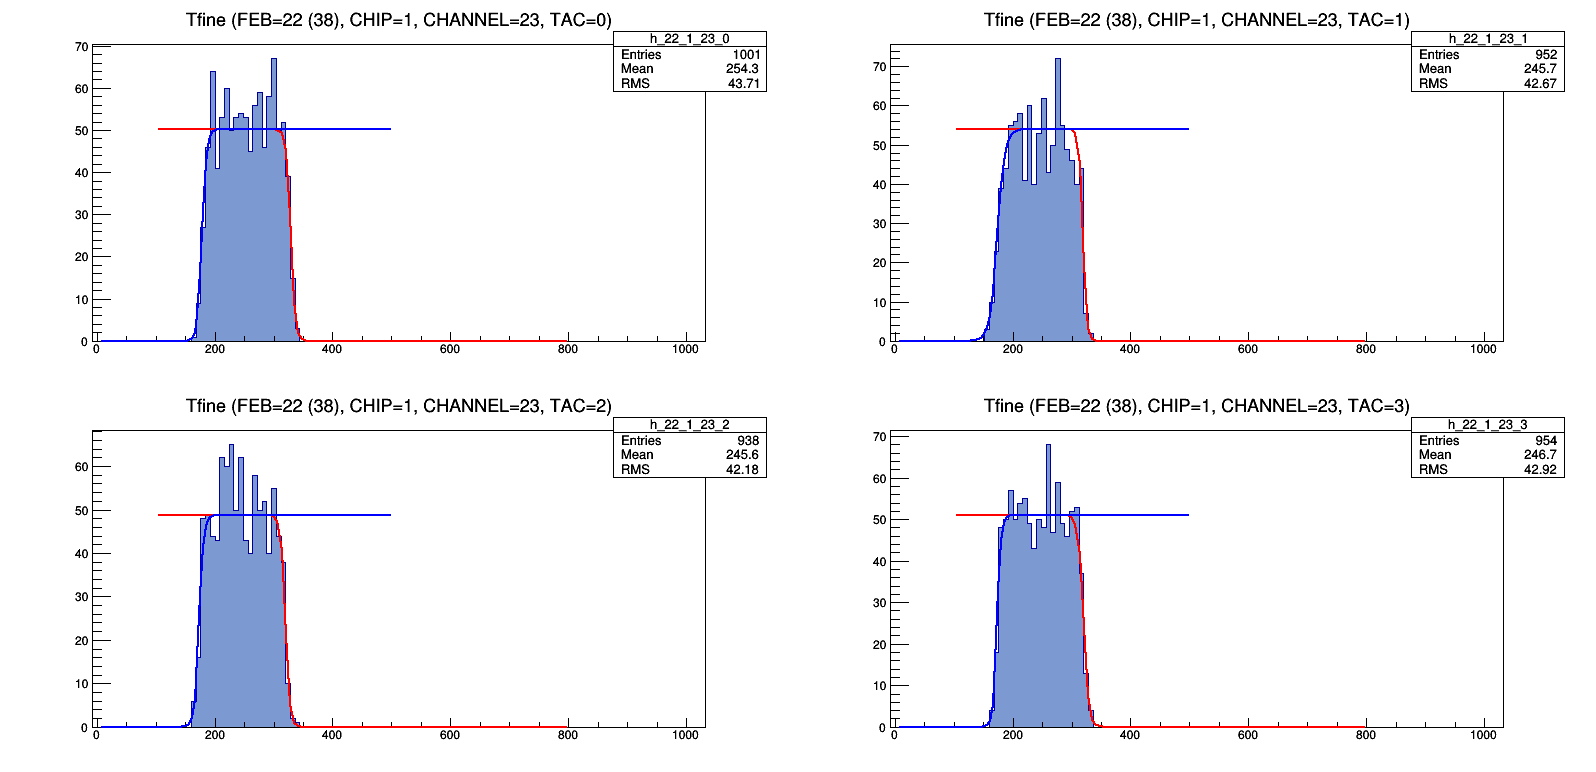 Tfine (FEB=22 (38), CHIP=1, CHANNEL=23, TAC=0)
h_22_1_23_0
Entries 1001
Mean 254.3
RMS 43.71
70
60
50
40
30
20
10
0
0 200 400 600 800 1000
Tfine (FEB=22 (38), CHIP=1, CHANNEL=23, TAC=1)
h_22_1_23_1
Entries 952
Mean 245.7
RMS 42.67
70
60
50
40
30
20
10
0
0 200 400 600 800 1000
Tfine (FEB=22 (38), CHIP=1, CHANNEL=23, TAC=2)
h_22_1_23_2
Entries 938
Mean 245.6
RMS 42.18
60
50
40
30
20
10
0
0 200 400 600 800 1000
Tfine (FEB=22 (38), CHIP=1, CHANNEL=23, TAC=3)
h_22_1_23_3
Entries 954
Mean 246.7
RMS 42.92
70
60
50
40
30
20
10
0
0 200 400 600 800 1000